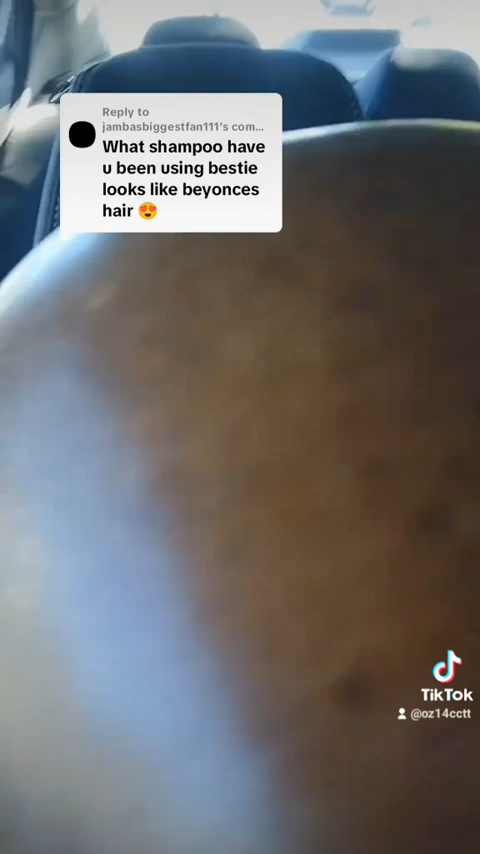 Reply to
jambasbiggestfan111's com...
What shampoo have
u been using bestie
looks like beyonces
hair 😍
TikTok
@oz14cctt